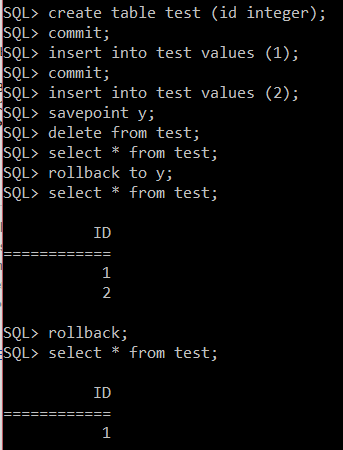 SQL> create table test (id integer);
SQL> commit;
SQL> insert into test values (1);
SQL> commit;
SQL> insert into test values (2);
SQL> savepoint y;
SQL> delete from test;
SQL> select * from test;
SQL> rollback to y;
SQL> select * from test;
ID
============
1
2
SQL> rollback;
SQL> select * from test;
ID
============
1